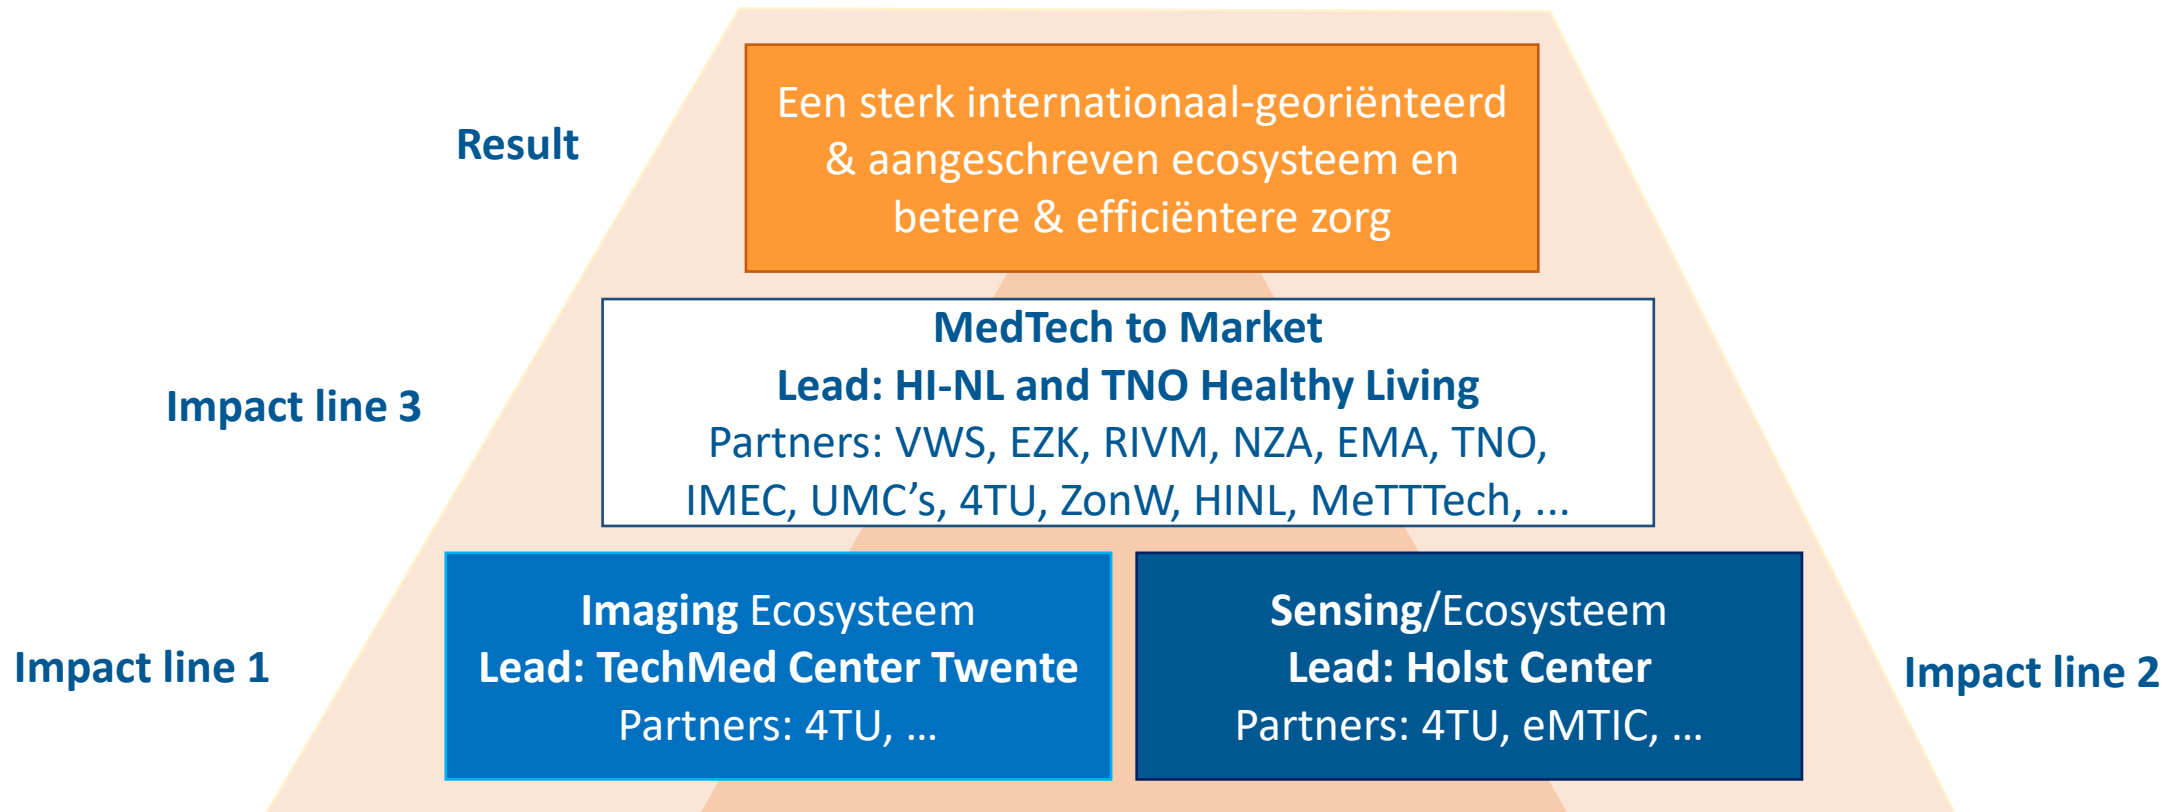 Result
Een sterk internationaal-georiënteerd
& aangeschreven ecosysteem en
betere & efficiëntere zorg
Impact line 3
MedTech to Market
Lead: HI-NL and TNO Healthy Living
Partners: VWS, EZK, RIVM, NZA, EMA, TNO,
IMEC, UMC’s, 4TU, ZonW, HINL, MeTTTech, ...
Impact line 1
Imaging Ecosysteem
Lead: TechMed Center Twente
Partners: 4TU, …
Sensing/Ecosysteem
Lead: Holst Center
Partners: 4TU, eMTIC, …
Impact line 2